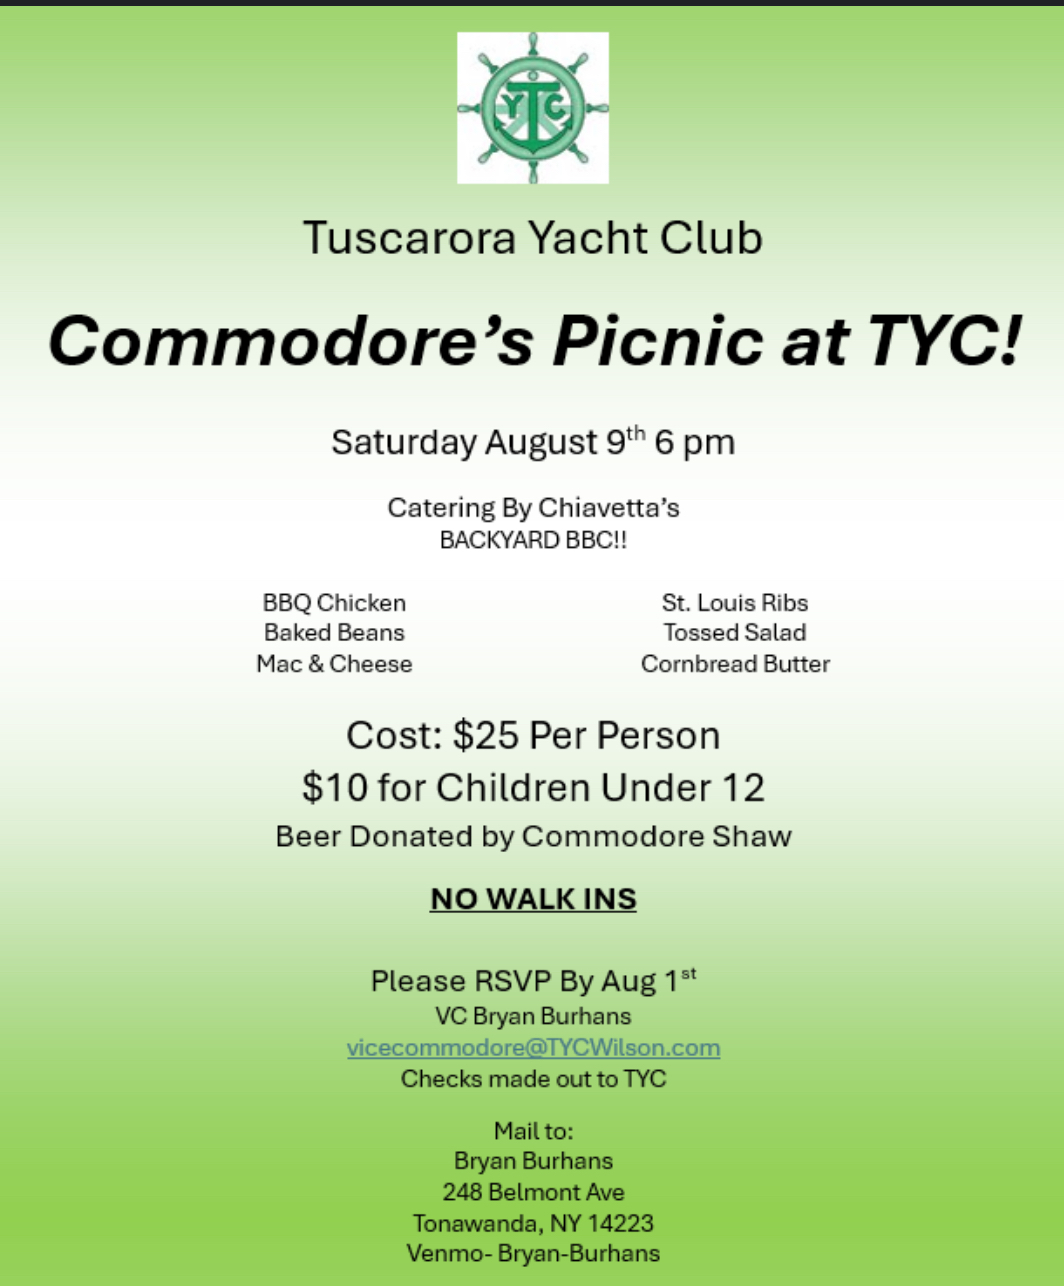 YTC
Tuscarora Yacht Club
Commodore's Picnic at TYC!
Saturday August 9th 6 pm
Catering By Chiavetta's
BACKYARD BBC!!
BBQ Chicken
Baked Beans
Mac & Cheese
St. Louis Ribs
Tossed Salad
Cornbread Butter
Cost: $25 Per Person
$10 for Children Under 12
Beer Donated by Commodore Shaw
NO WALK INS
Please RSVP By Aug 1st
VC Bryan Burhans
vicecommodore@TYCWilson.com
Checks made out to TYC
Mail to:
Bryan Burhans
248 Belmont Ave
Tonawanda, NY 14223
Venmo- Bryan-Burhans